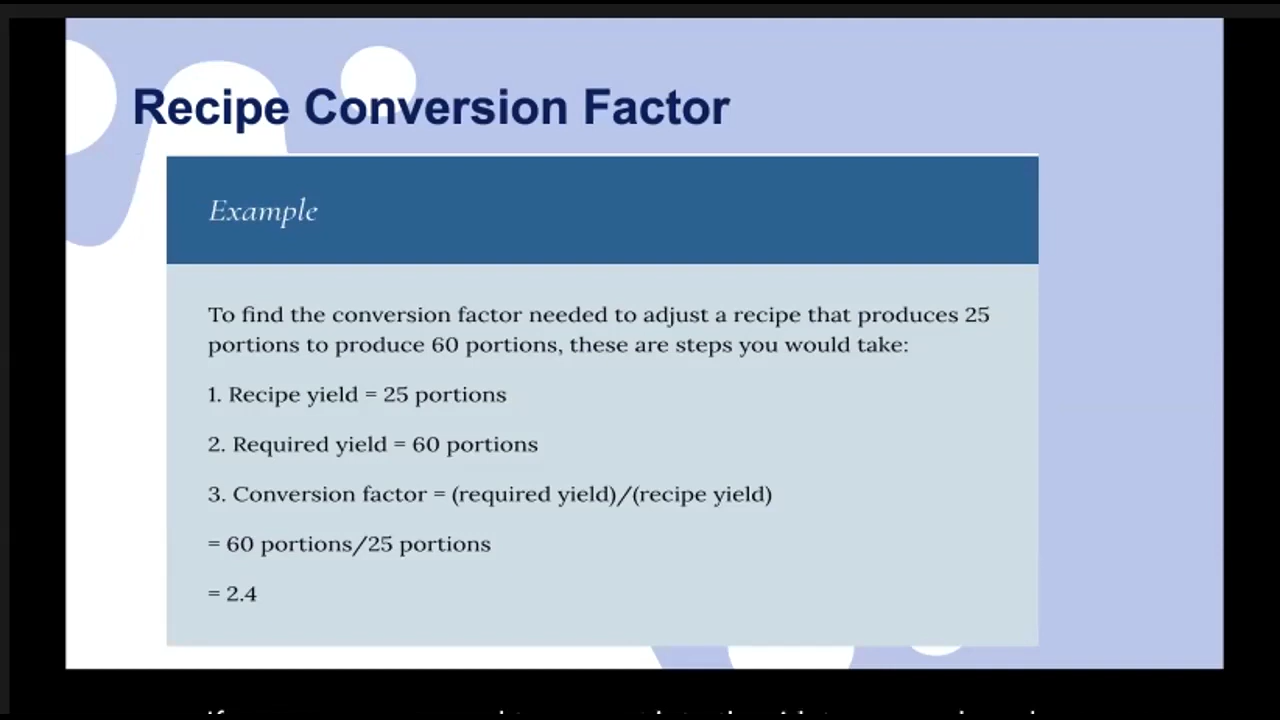 Recipe Conversion Factor
Example
To find the conversion factor needed to adjust a recipe that produces 25
portions to produce 60 portions, these are steps you would take:
1. Recipe yield = 25 portions
2. Required yield = 60 portions
3. Conversion factor = (required yield)/(recipe yield)
= 60 portions/25 portions
= 2.4